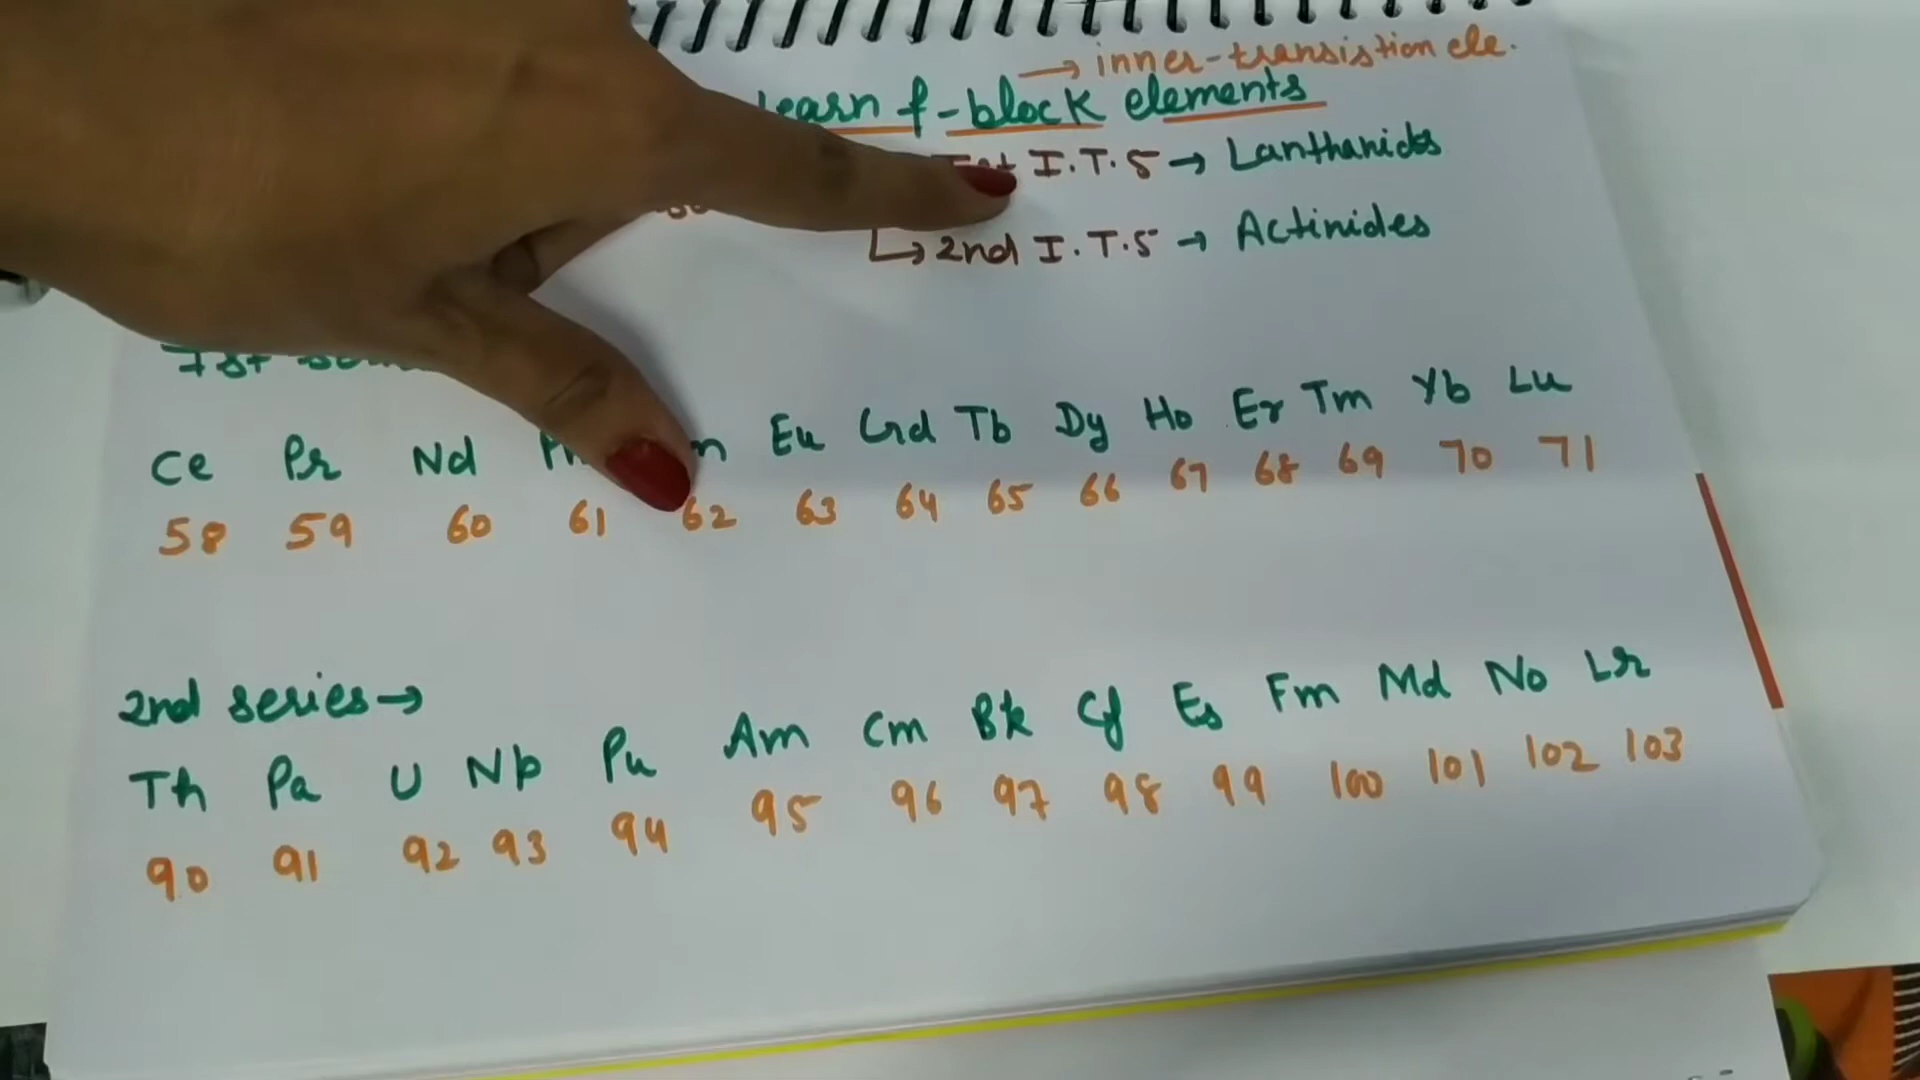 → inner-transistion ele.
learn f-block elements
Ist I.T.S → Lanthanides
↳ 2nd I.T.S → Actinides
Ist
Ce Pr Nd Eu Gd Tb Dy Ho Er Tm Yb Lu
58 59 60 61 62 63 64 65 66 67 68 69 70 71
2nd series →
Th Pa U Np Pu Am Cm Bk Cf Es Fm Md No Lr
90 91 92 93 94 95 96 97 98 99 100 101 102 103